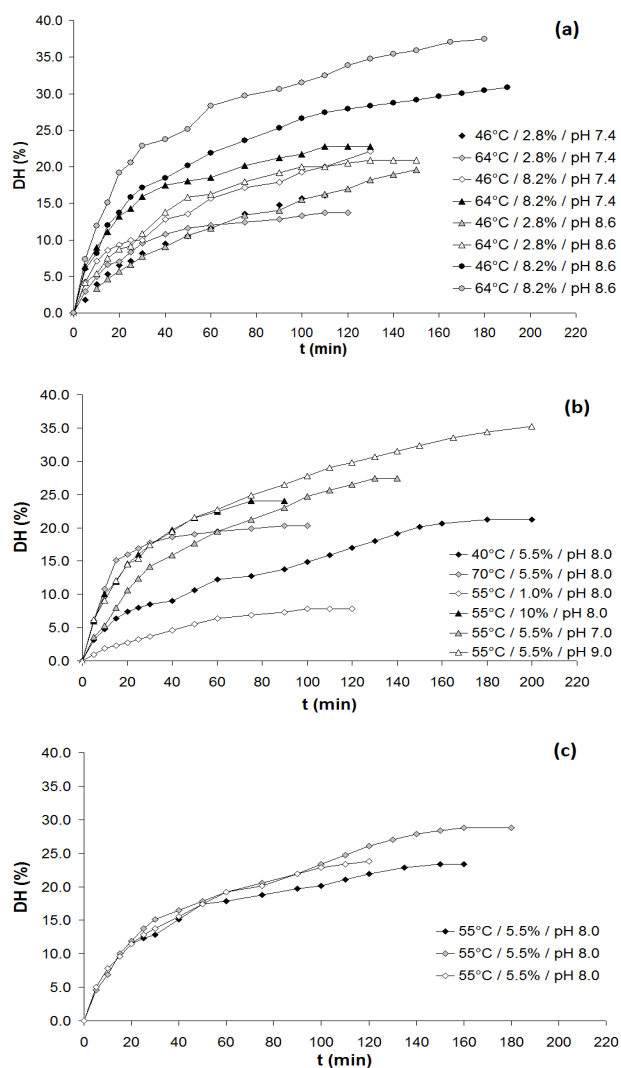 (a)
40.0
35.0
30.0
25.0
20.0
15.0
10.0
5.0
0.0
DH (%)
46°C / 2.8% / pH 7.4
64°C / 2.8% / pH 7.4
46°C / 8.2% / pH 7.4
64°C / 8.2% / pH 7.4
46°C / 2.8% / pH 8.6
64°C / 2.8% / pH 8.6
46°C / 8.2% / pH 8.6
64°C / 8.2% / pH 8.6
0 20 40 60 80 100 120 140 160 180 200 220
t (min)
(b)
40.0
35.0
30.0
25.0
20.0
15.0
10.0
5.0
0.0
DH (%)
40°C / 5.5% / pH 8.0
70°C / 5.5% / pH 8.0
55°C / 1.0% / pH 8.0
55°C / 10% / pH 8.0
55°C / 5.5% / pH 7.0
55°C / 5.5% / pH 9.0
0 20 40 60 80 100 120 140 160 180 200 220
t (min)
(c)
40.0
35.0
30.0
25.0
20.0
15.0
10.0
5.0
0.0
DH (%)
55°C / 5.5% / pH 8.0
55°C / 5.5% / pH 8.0
55°C / 5.5% / pH 8.0
0 20 40 60 80 100 120 140 160 180 200 220
t (min)